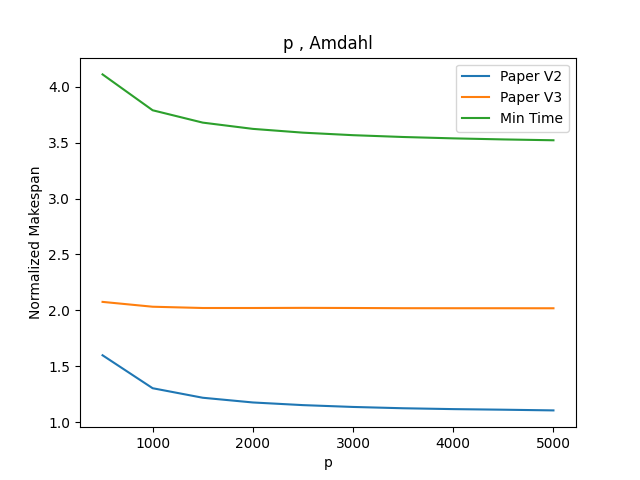 p , Amdahl
Paper V2
Paper V3
Min Time
Normalized Makespan
4.0
3.5
3.0
2.5
2.0
1.5
1.0
1000 2000 3000 4000 5000
p